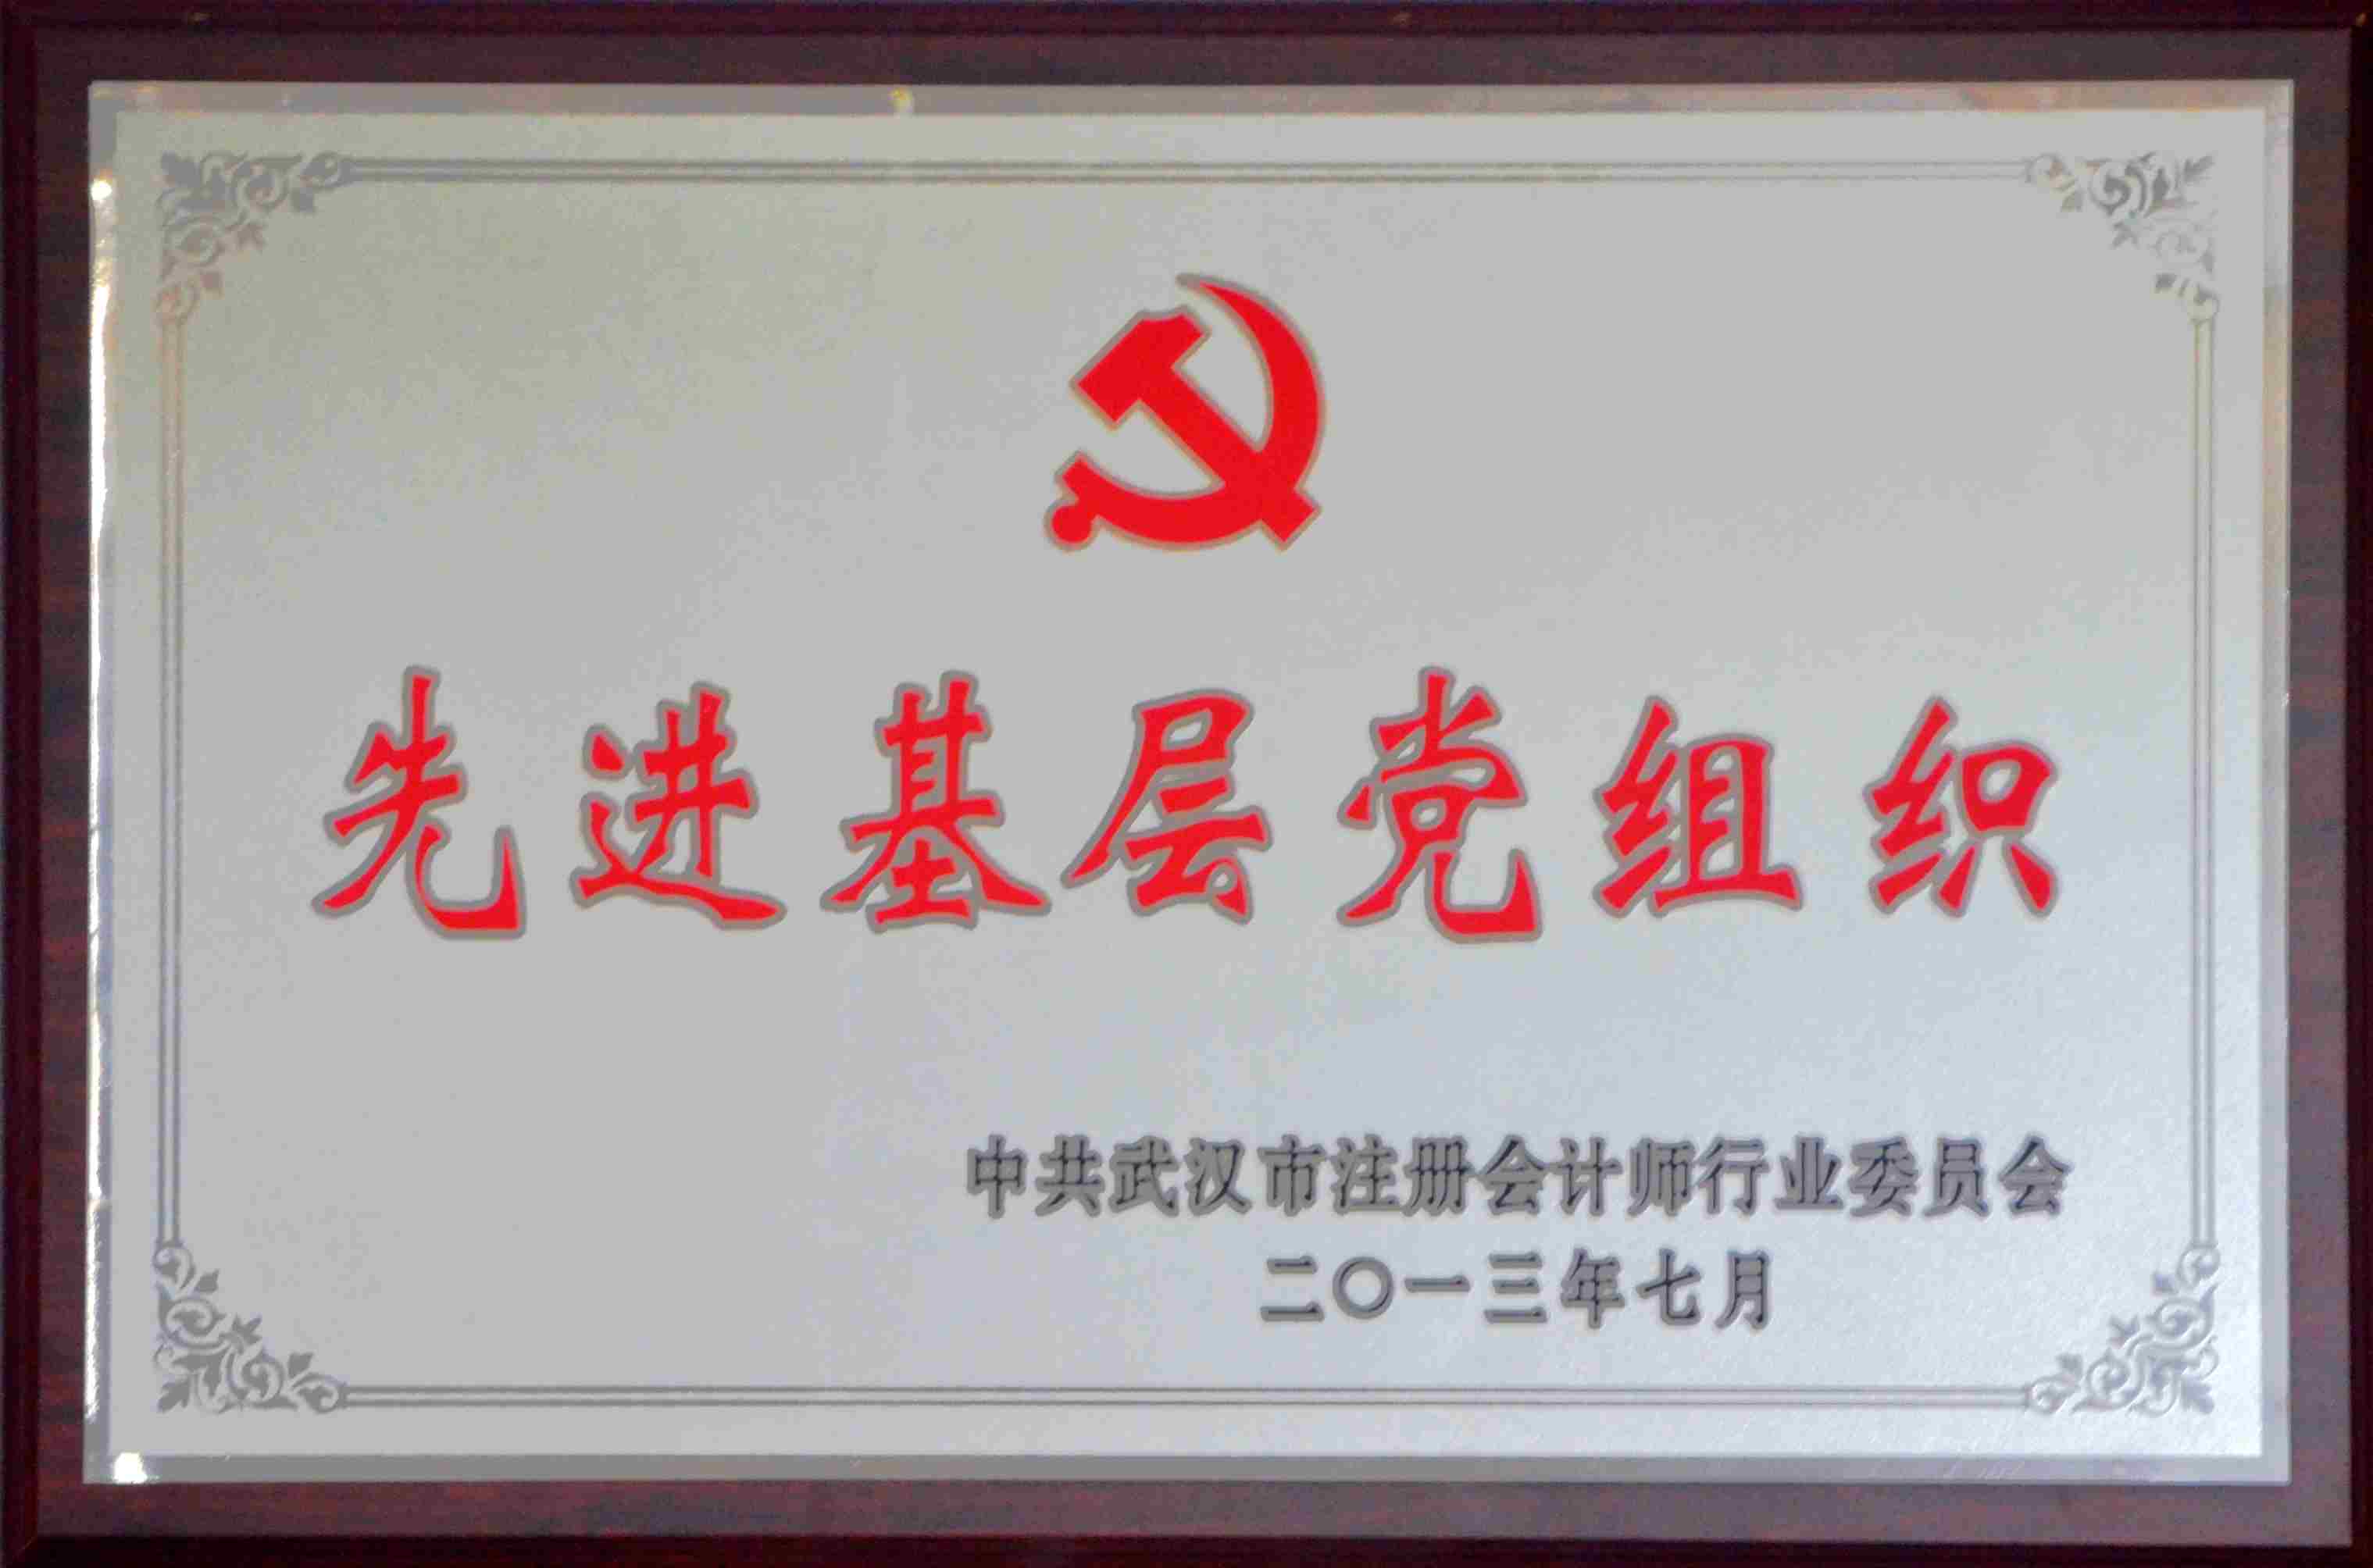 先进基层党组织
中共武汉市注册会计师行业委员会
二〇一三年七月